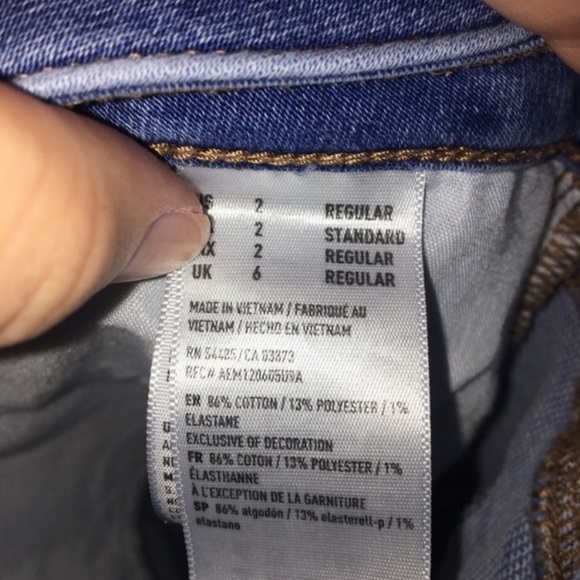 2 REGULAR
2 STANDARD
2 REGULAR
UK 6 REGULAR
MADE IN VIETNAM / FABRIQUÉ AU
VIETNAM / HECHO EN VIETNAM
RN 54485/CA 03873
RFC# AEM120605U9A
EN 86% COTTON / 13% POLYESTER / 1%
ELASTANE
EXCLUSIVE OF DECORATION
FR 86% COTON / 13% POLYESTER / 1%
ÉLASTHANNE
À L'EXCEPTION DE LA GARNITURE
SP 86% algodón / 13% elasterell-p / 1%
elastano